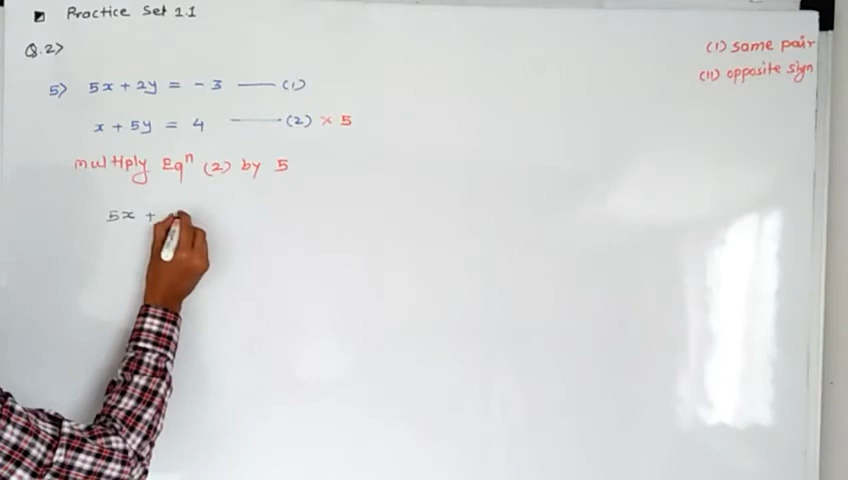 Practice Set 1.1
Q.2>
(I) same pair
(II) opposite sign
5) 5x + 2y = - 3 —— (1)
x + 5y = 4 —— (2) × 5
multiply Eqⁿ (2) by 5
5x +